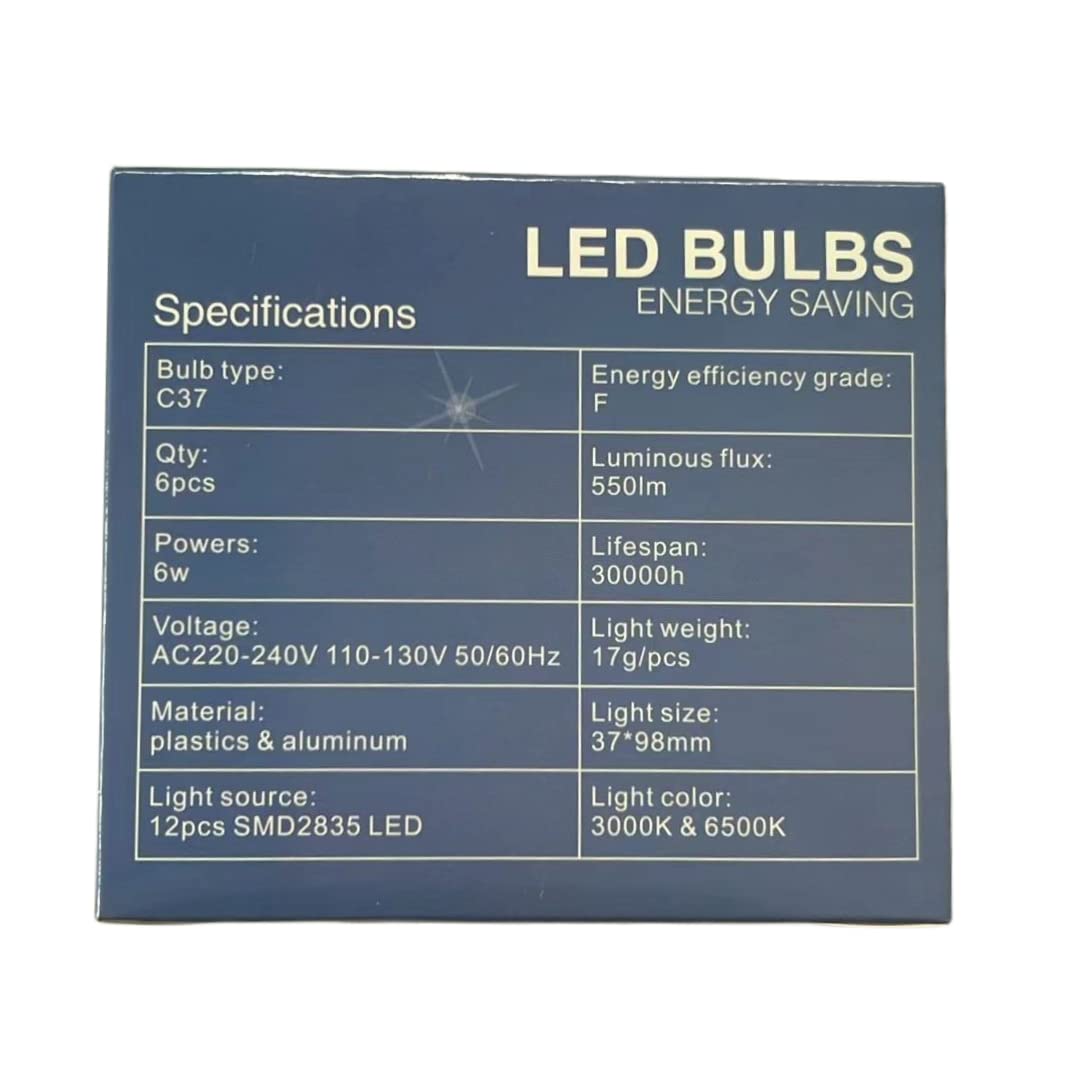 LED BULBS
ENERGY SAVING
Specifications
Bulb type:
C37
Energy efficiency grade:
F
Qty:
6pcs
Luminous flux:
550lm
Powers:
6w
Lifespan:
30000h
Voltage:
AC220-240V 110-130V 50/60Hz
Light weight:
17g/pcs
Material:
plastics & aluminum
Light size:
37*98mm
Light source:
12pcs SMD2835 LED
Light color:
3000K & 6500K